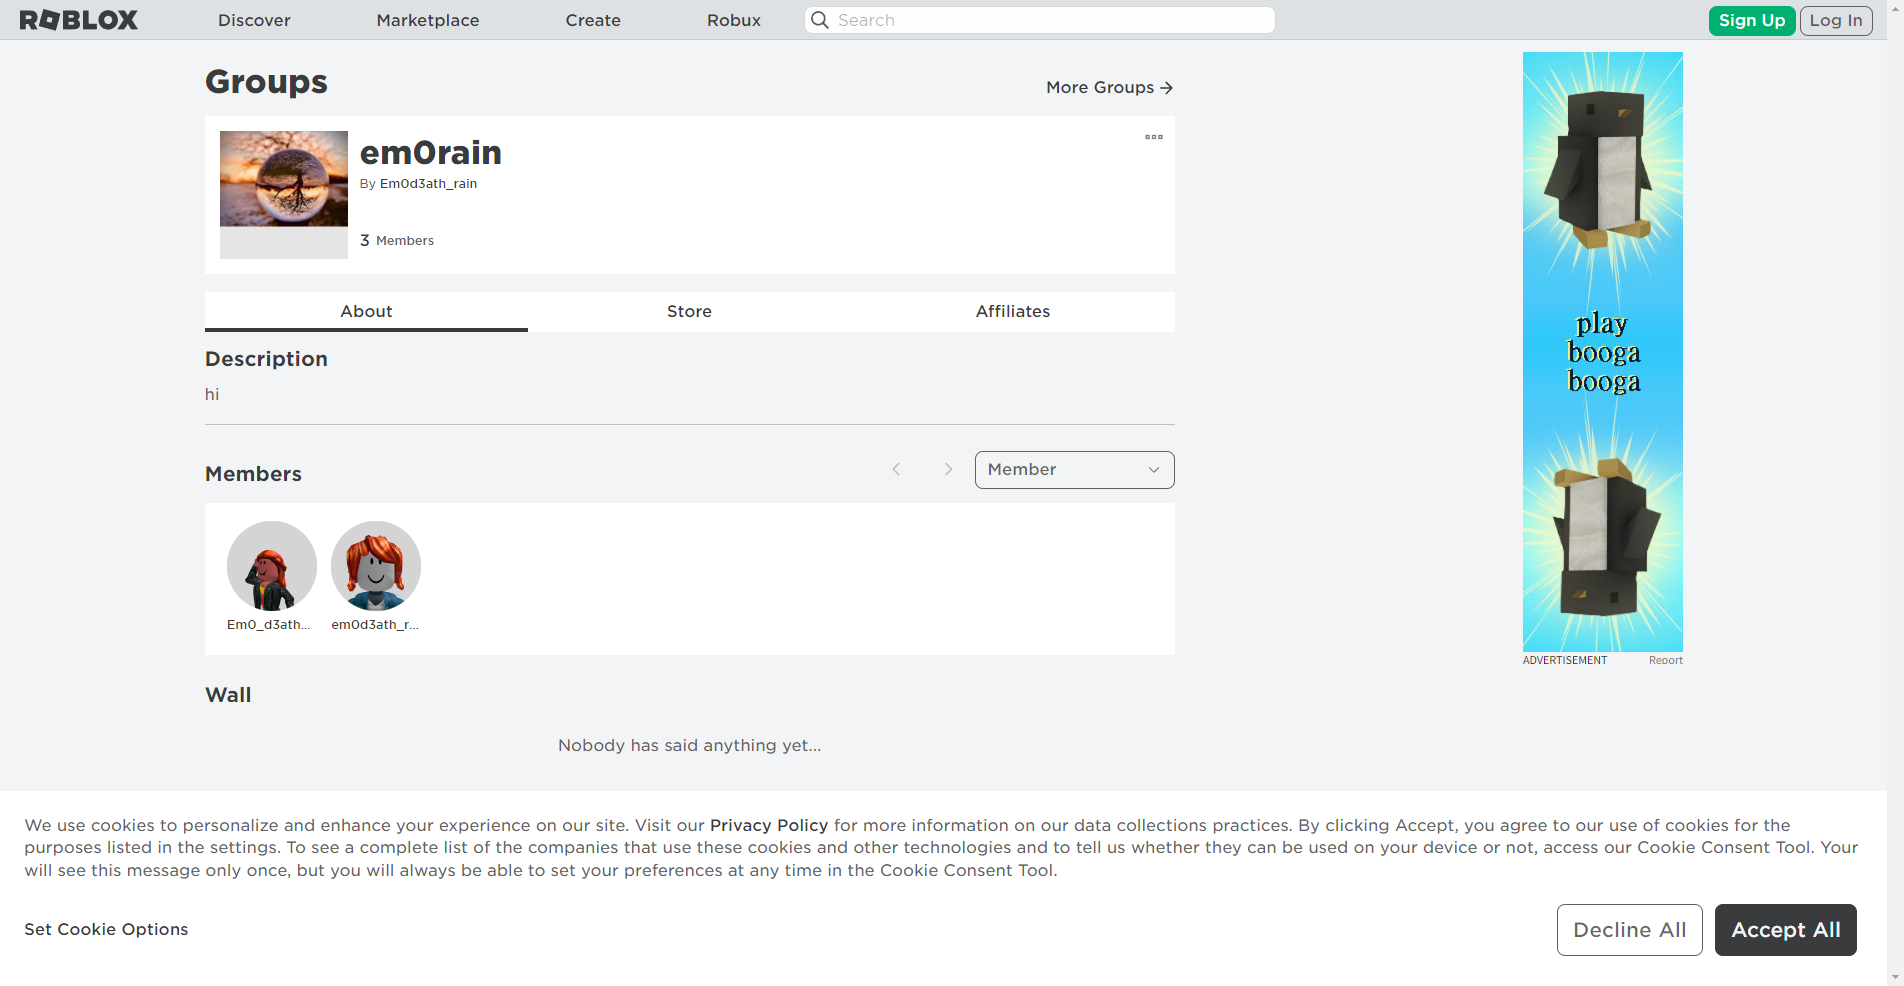 ROBLOX
Discover
Marketplace
Create
Robux
Search
Sign Up
Log In
Groups
More Groups
em0rain
By Em0d3ath_rain
3 Members
About
Store
Affiliates
Description
hi
Members
Member
Em0_d3ath...
em0d3ath_r...
Wall
Nobody has said anything yet...
play
booga
booga
ADVERTISEMENT
Report
We use cookies to personalize and enhance your experience on our site. Visit our Privacy Policy for more information on our data collections practices. By clicking Accept, you agree to our use of cookies for the
purposes listed in the settings. To see a complete list of the companies that use these cookies and other technologies and to tell us whether they can be used on your device or not, access our Cookie Consent Tool. Your
will see this message only once, but you will always be able to set your preferences at any time in the Cookie Consent Tool.
Set Cookie Options
Decline All
Accept All